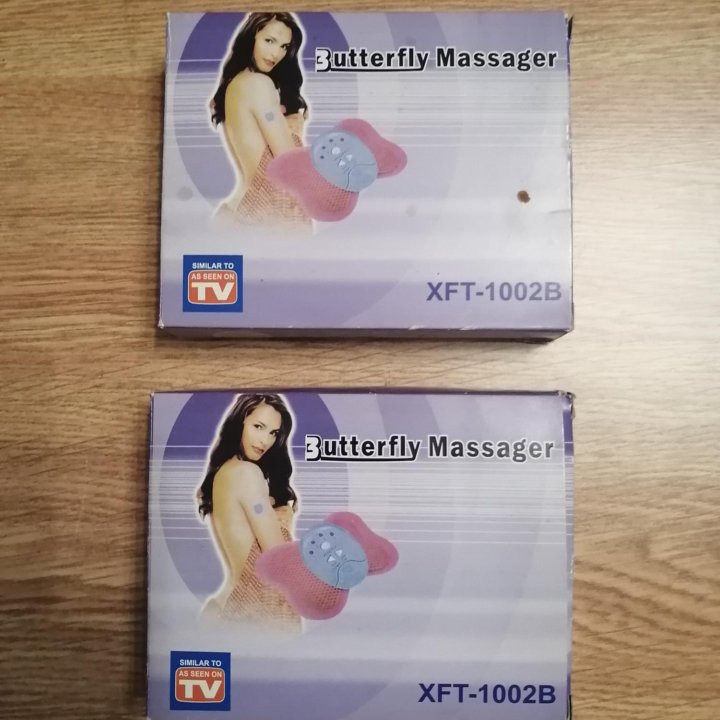 Butterfly Massager
SIMILAR TO
AS SEEN ON
TV
XFT-1002B
Butterfly Massager
SIMILAR TO
AS SEEN ON
TV
XFT-1002B